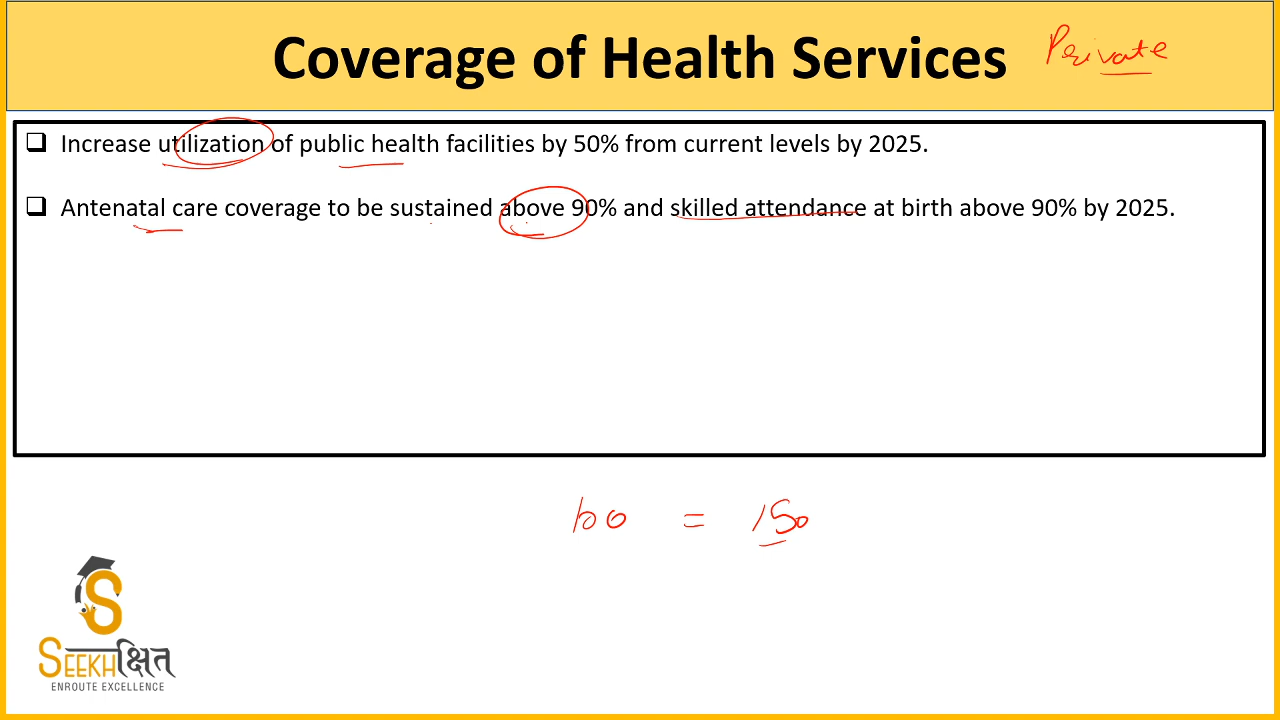 Coverage of Health Services
Private
❑ Increase utilization of public health facilities by 50% from current levels by 2025.
❑ Antenatal care coverage to be sustained above 90% and skilled attendance at birth above 90% by 2025.
100 = 150
S
SEEKHक्षित
ENROUTE EXCELLENCE